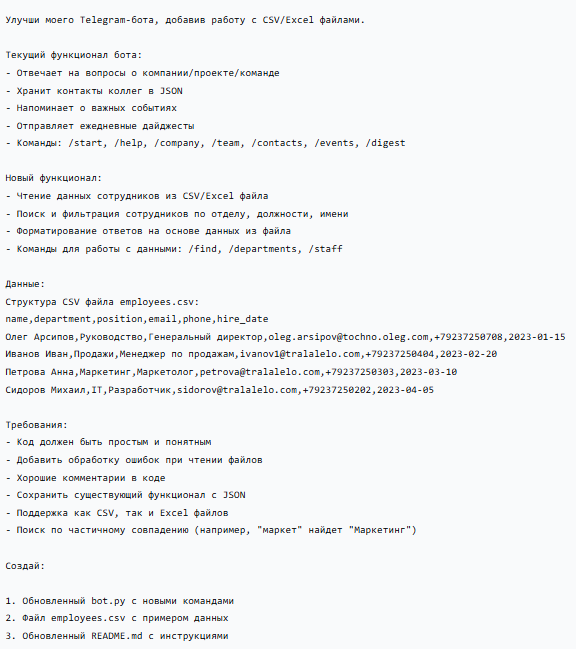 Улучши моего Telegram-бота, добавив работу с CSV/Excel файлами.
Текущий функционал бота:
- Отвечает на вопросы о компании/проекте/команде
- Хранит контакты коллег в JSON
- Напоминает о важных событиях
- Отправляет ежедневные дайджесты
- Команды: /start, /help, /company, /team, /contacts, /events, /digest
Новый функционал:
- Чтение данных сотрудников из CSV/Excel файла
- Поиск и фильтрация сотрудников по отделу, должности, имени
- Форматирование ответов на основе данных из файла
- Команды для работы с данными: /find, /departments, /staff
Данные:
Структура CSV файла employees.csv:
name,department,position,email,phone,hire_date
Олег Арсипов,Руководство,Генеральный директор,oleg.arsipov@tochno.oleg.com,+79237250708,2023-01-15
Иванов Иван,Продажи,Менеджер по продажам,ivanov1@tralalelo.com,+79237250404,2023-02-20
Петрова Анна,Маркетинг,Маркетолог,petrova@tralalelo.com,+79237250303,2023-03-10
Сидоров Михаил,IT,Разработчик,sidorov@tralalelo.com,+79237250202,2023-04-05
Требования:
- Код должен быть простым и понятным
- Добавить обработку ошибок при чтении файлов
- Хорошие комментарии в коде
- Сохранить существующий функционал с JSON
- Поддержка как CSV, так и Excel файлов
- Поиск по частичному совпадению (например, "маркет" найдет "Маркетинг")
Создай:
1. Обновленный bot.py с новыми командами
2. Файл employees.csv с примером данных
3. Обновленный README.md с инструкциями